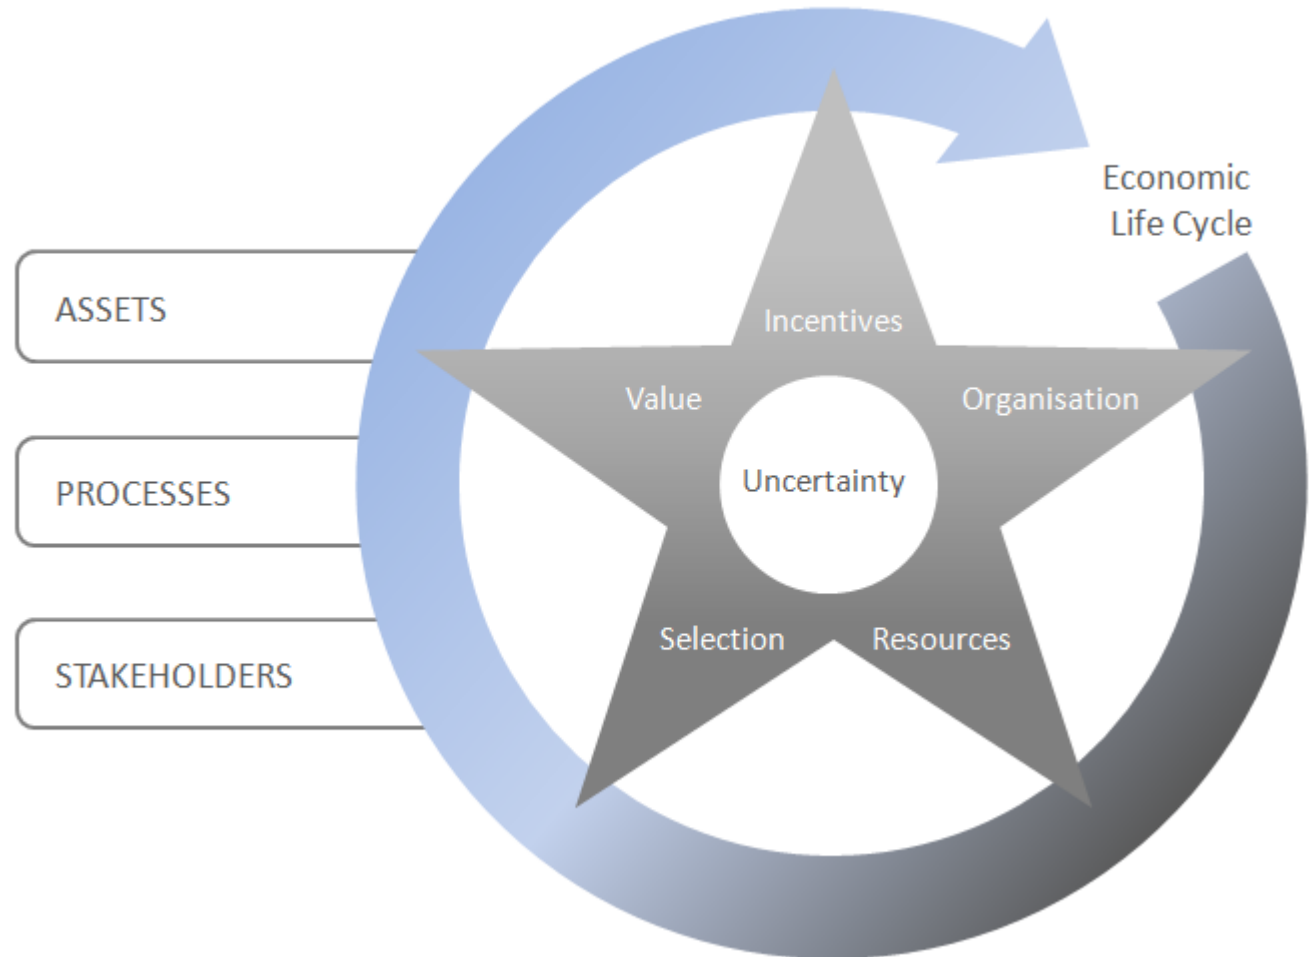 Economic
Life Cycle
ASSETS
PROCESSES
STAKEHOLDERS
Incentives
Value
Organisation
Uncertainty
Selection
Resources